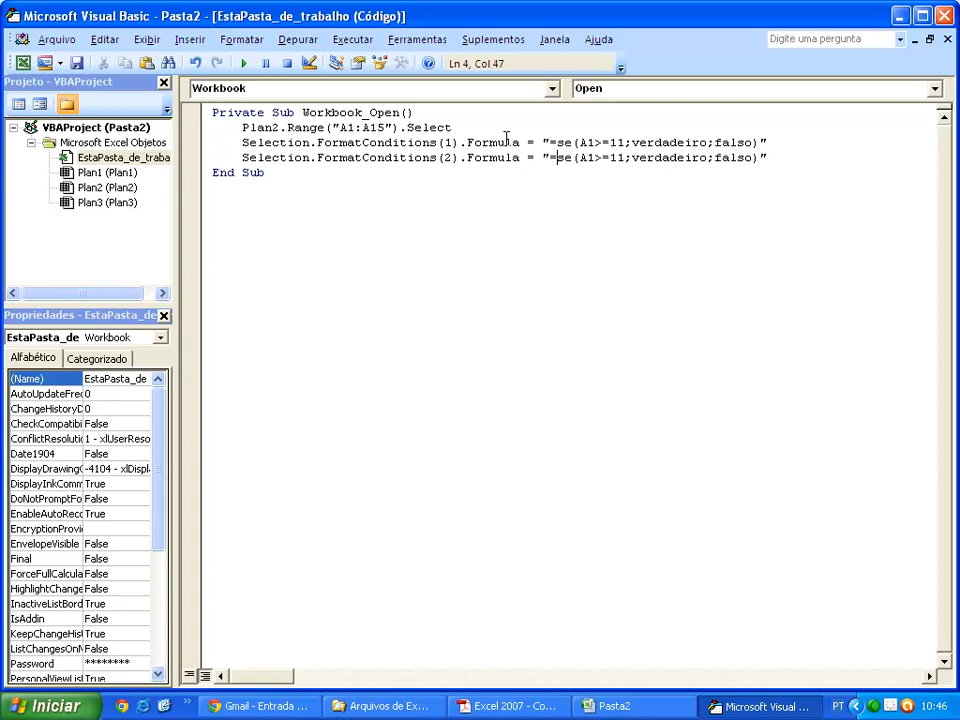 Microsoft Visual Basic - Pasta2 - [EstaPasta_de_trabalho (Código)]
Arquivo Editar Exibir Inserir Formatar Depurar Executar Ferramentas Suplementos Janela Ajuda
Digite uma pergunta
Ln 4, Col 47
Projeto - VBAProject
VBAProject (Pasta2)
Microsoft Excel Objetos
EstaPasta_de_traba
Plan1 (Plan1)
Plan2 (Plan2)
Plan3 (Plan3)
Propriedades - EstaPasta_de
EstaPasta_de Workbook
Alfabético Categorizado
(Name) EstaPasta_de
AutoUpdateFrec 0
ChangeHistoryD 0
CheckCompatibi False
ConflictResoluti 1 - xlUserReso
Date1904 False
DisplayDrawingO -4104 - xlDispl
DisplayInkComm True
DoNotPromptFo False
EnableAutoReco True
EncryptionProvi
EnvelopeVisible False
Final False
ForceFullCalcula False
HighlightChange False
InactiveListBord True
IsAddin False
KeepChangeHist True
ListChangesOnN False
Password ********
PersonalViewList True
Workbook Open
Private Sub Workbook_Open()
Plan2.Range("A1:A15").Select
Selection.FormatConditions(1).Formula = "=se(A1>=11;verdadeiro;falso)"
Selection.FormatConditions(2).Formula = "=se(A1>=11;verdadeiro;falso)"
End Sub
Iniciar
Gmail - Entrada ...
Arquivos de Ex...
Excel 2007 - Co...
Pasta2
Microsoft Visual ...
PT
10:46